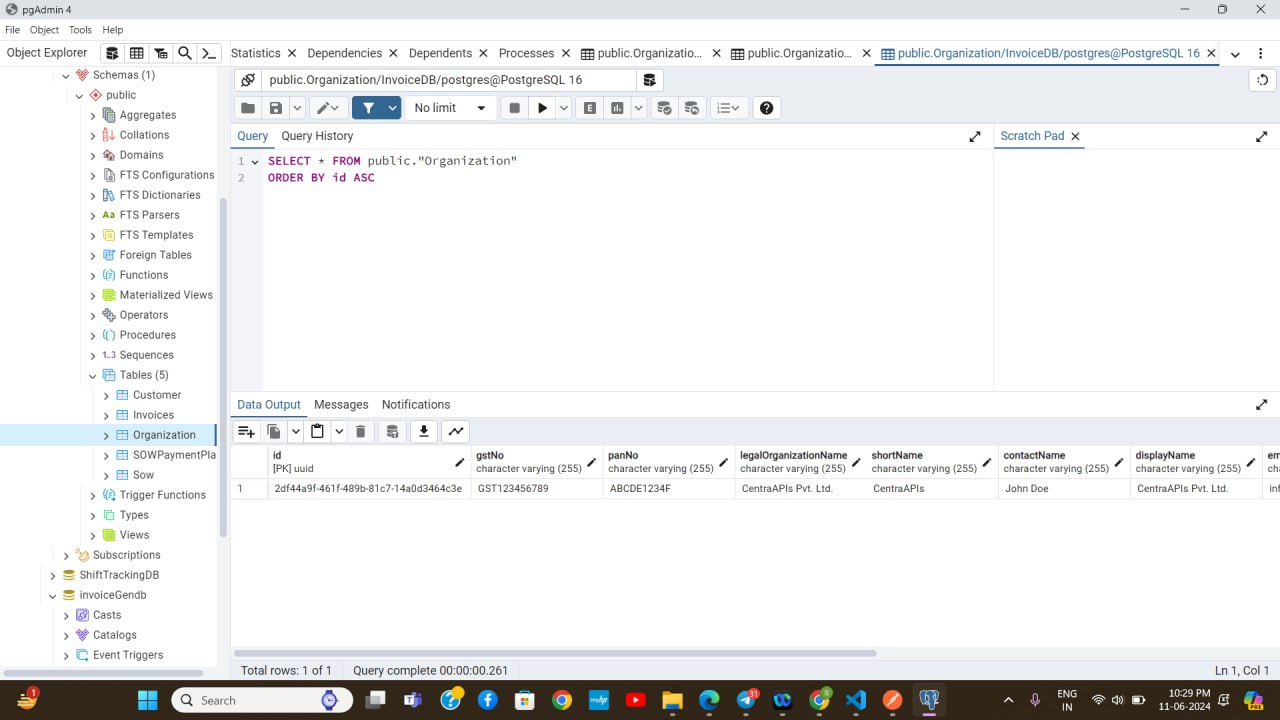 pgAdmin 4
File Object Tools Help
Object Explorer
Statistics Dependencies Dependents Processes public.Organizatio... public.Organizatio... public.Organization/InvoiceDB/postgres@PostgreSQL 16
public.Organization/InvoiceDB/postgres@PostgreSQL 16
No limit
Query Query History
Scratch Pad
1 SELECT * FROM public."Organization"
2 ORDER BY id ASC
Schemas (1)
public
Aggregates
Collations
Domains
FTS Configurations
FTS Dictionaries
FTS Parsers
FTS Templates
Foreign Tables
Functions
Materialized Views
Operators
Procedures
Sequences
Tables (5)
Customer
Invoices
Organization
SOWPaymentPla
Sow
Trigger Functions
Types
Views
Subscriptions
ShiftTrackingDB
invoiceGendb
Casts
Catalogs
Event Triggers
Data Output Messages Notifications
id gstNo panNo legalOrganizationName shortName contactName displayName em
[PK] uuid character varying (255) character varying (255) character varying (255) character varying (255) character varying (255) character varying (255) cha
1 2df44a9f-461f-489b-81c7-14a0d3464c3e GST123456789 ABCDE1234F CentraAPIs Pvt. Ltd. CentraAPIs John Doe CentraAPIs Pvt. Ltd. inf
Total rows: 1 of 1 Query complete 00:00:00.261 Ln 1, Col 1
1 Search 31 5 ENG 10:29 PM
IN 11-06-2024